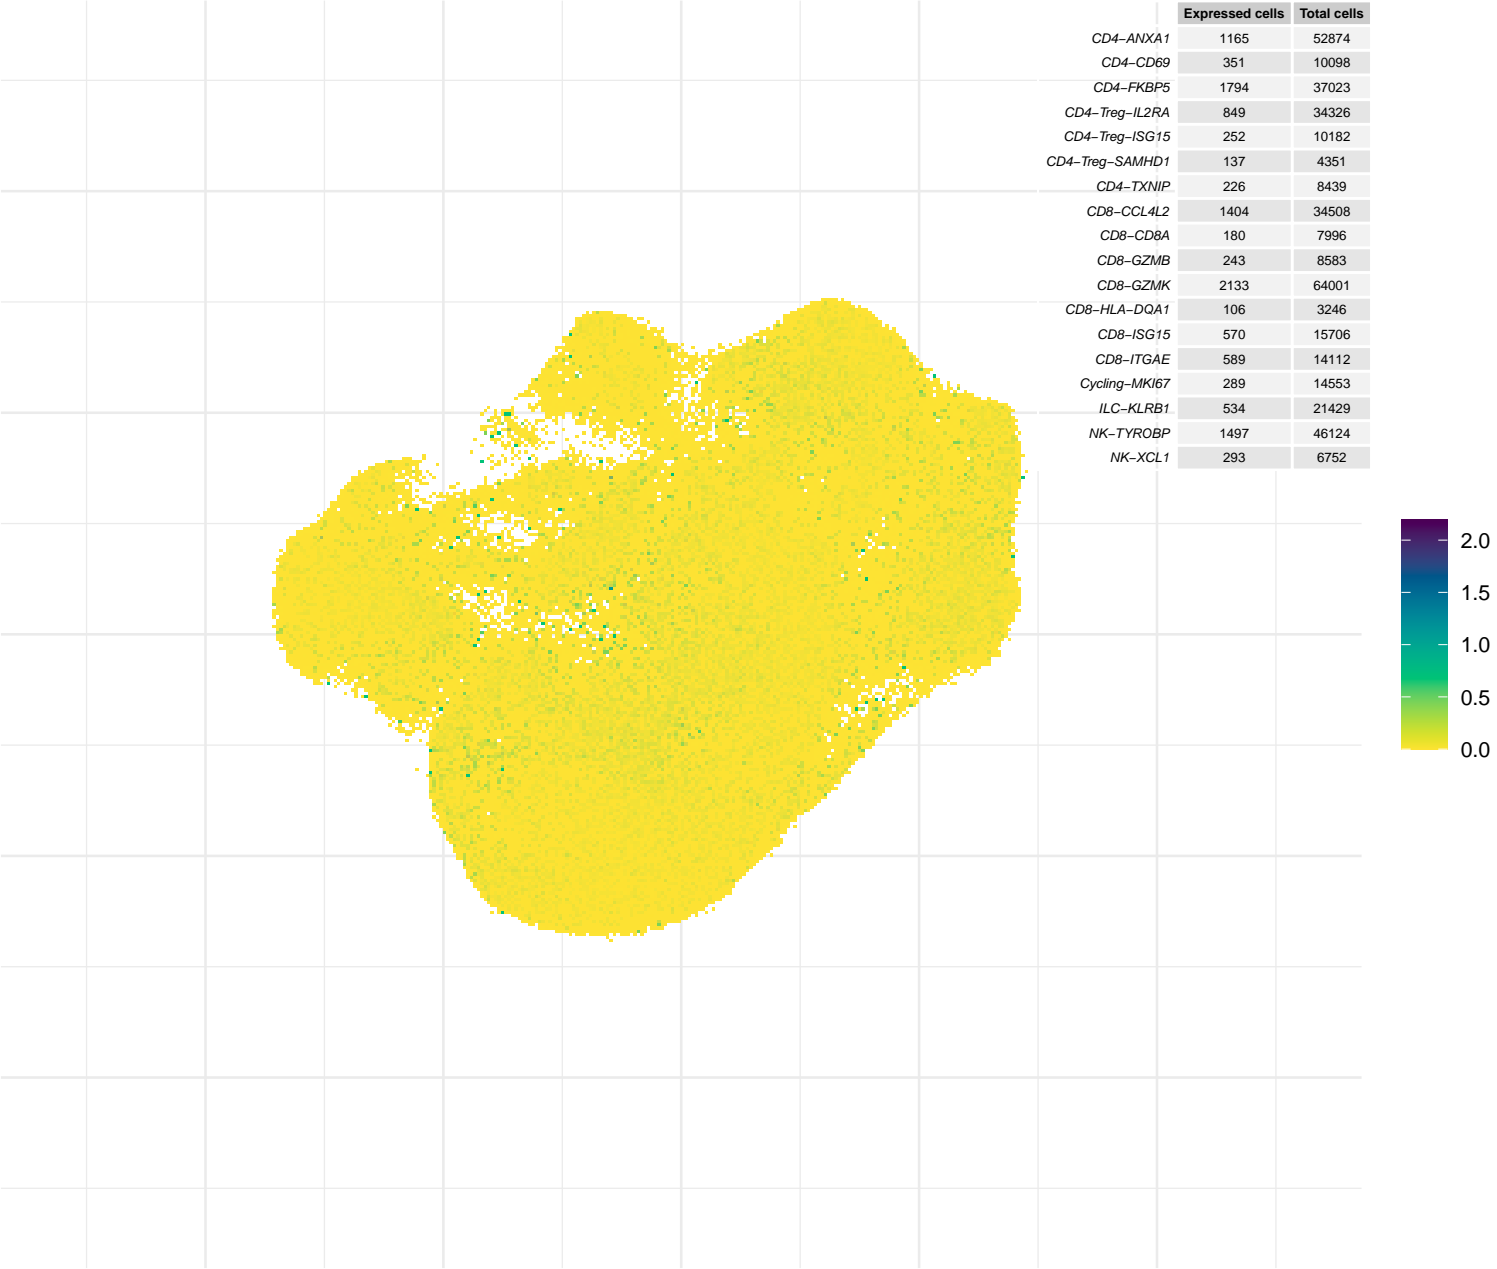 Expressed cells Total cells
CD4−ANXA1 1165 52874
CD4−CD69 351 10098
CD4−FKBP5 1794 37023
CD4−Treg−IL2RA 849 34326
CD4−Treg−ISG15 252 10182
CD4−Treg−SAMHD1 137 4351
CD4−TXNIP 226 8439
CD8−CCL4L2 1404 34508
CD8−CD8A 180 7996
CD8−GZMB 243 8583
CD8−GZMK 2133 64001
CD8−HLA−DQA1 106 3246
CD8−ISG15 570 15706
CD8−ITGAE 589 14112
Cycling−MKI67 289 14553
ILC−KLRB1 534 21429
NK−TYROBP 1497 46124
NK−XCL1 293 6752
2.0
1.5
1.0
0.5
0.0